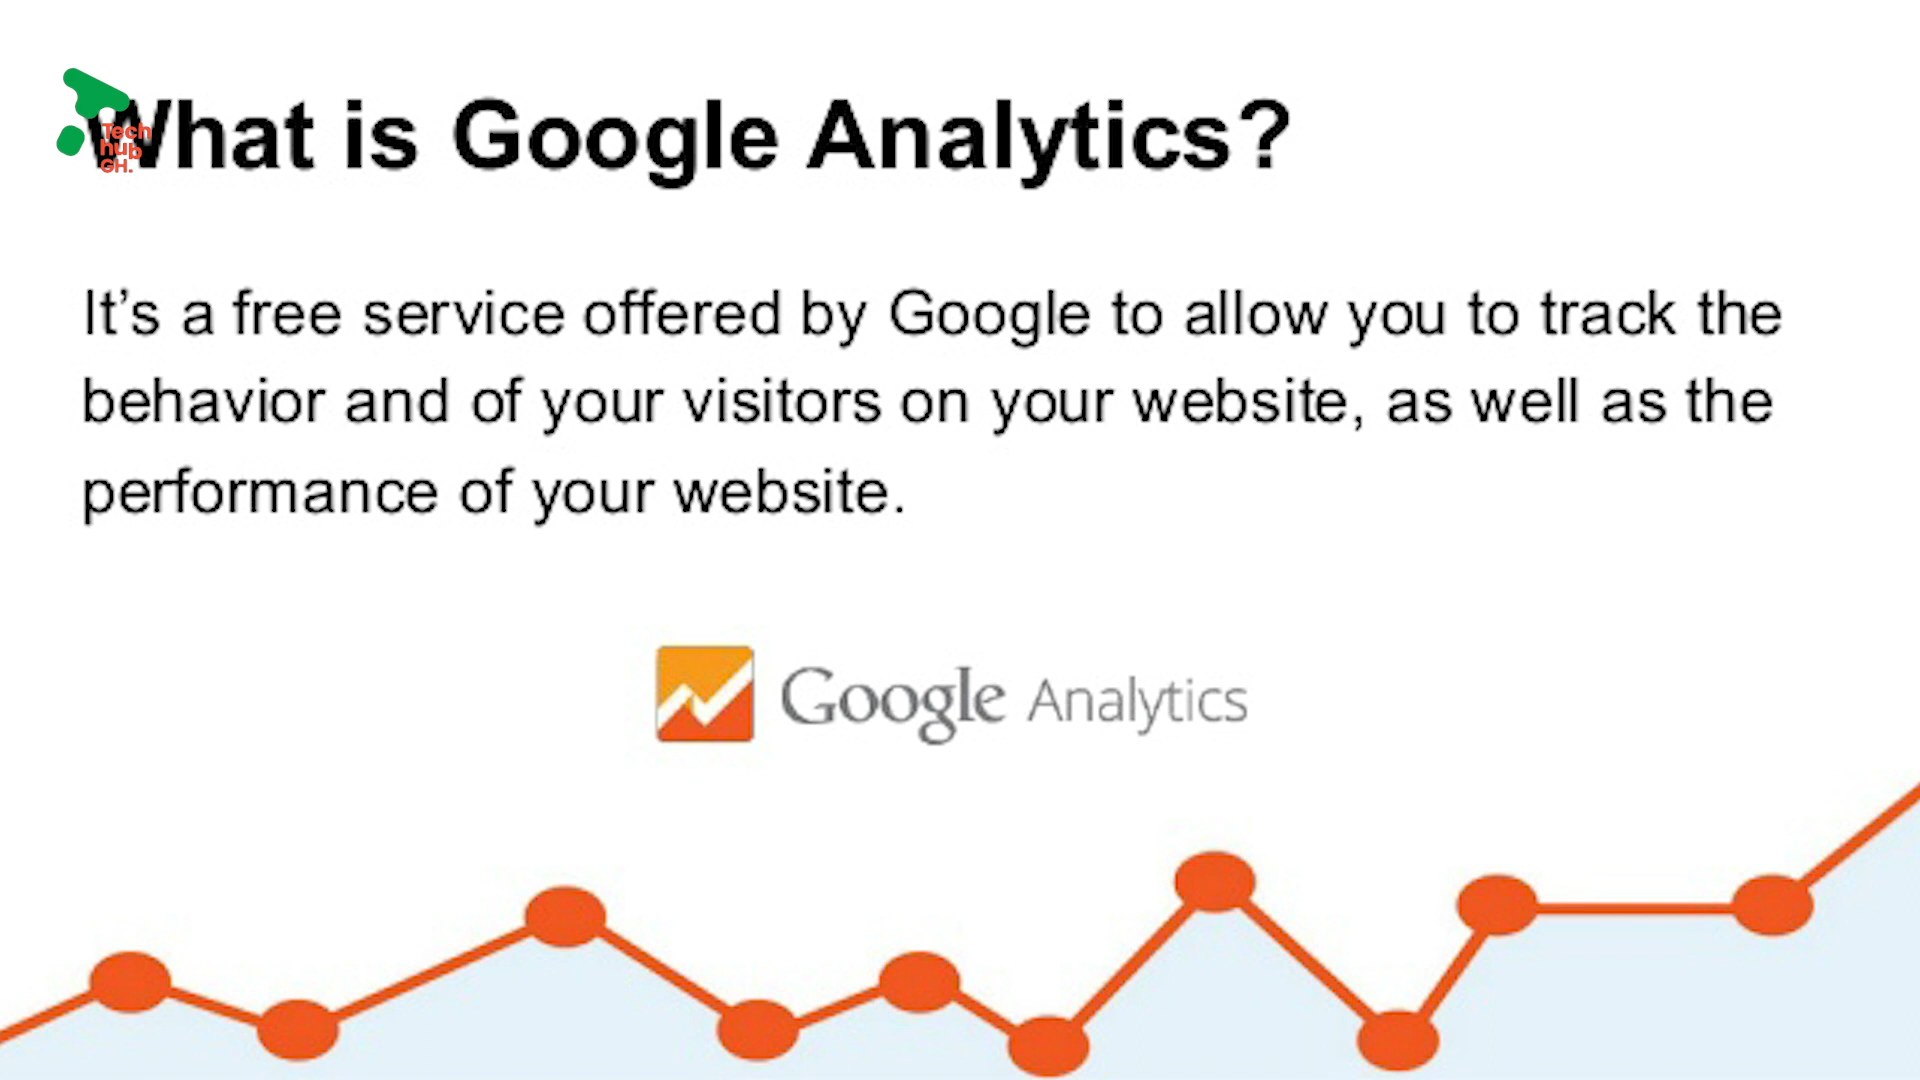 What is Google Analytics?
Tech
hub
GH.
It’s a free service offered by Google to allow you to track the
behavior and of your visitors on your website, as well as the
performance of your website.
Google Analytics